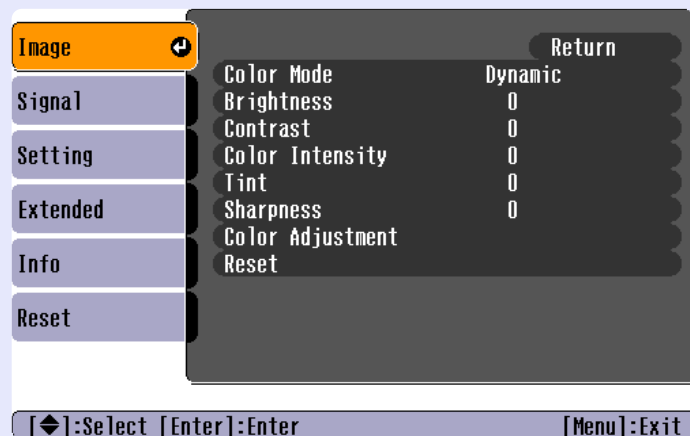 Image
Signal
Setting
Extended
Info
Reset
Return
Color Mode Dynamic
Brightness 0
Contrast 0
Color Intensity 0
Tint 0
Sharpness 0
Color Adjustment
Reset
[◆]:Select [Enter]:Enter [Menu]:Exit